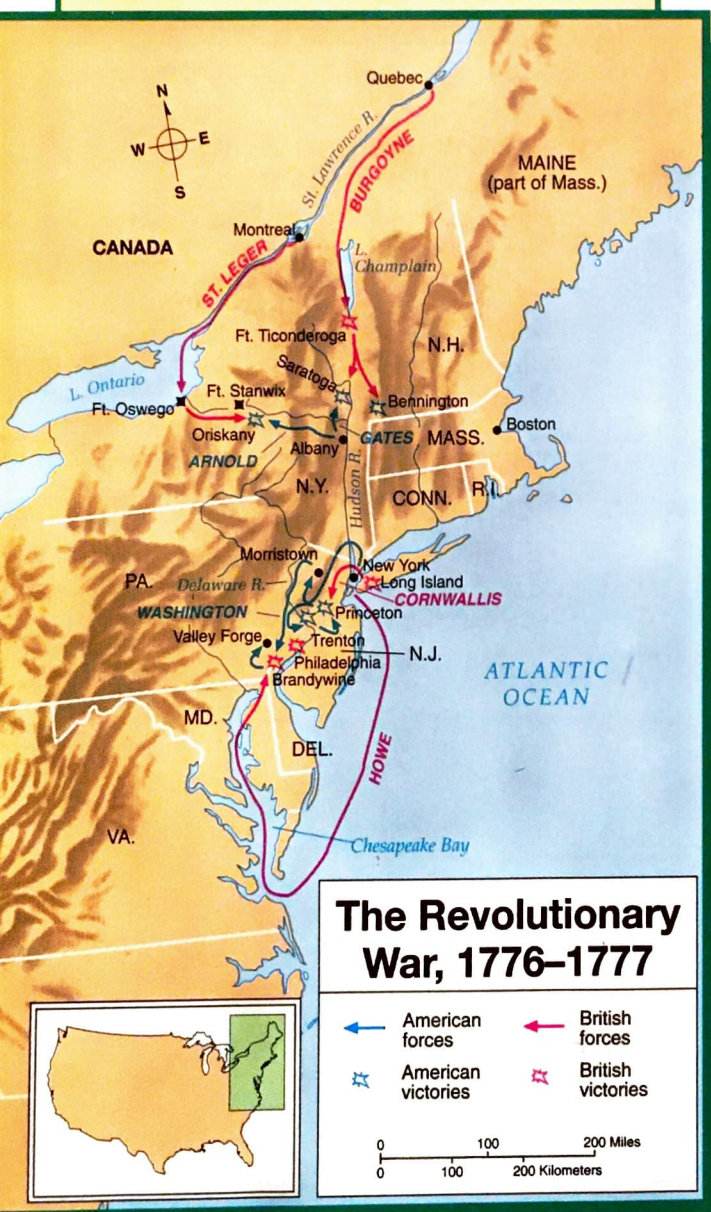 Quebec
N
W E
S
St. Lawrence R.
BURGOYNE
MAINE
(part of Mass.)
Montreal
CANADA
ST. LEGER
L.
Champlain
Ft. Ticonderoga
N.H.
Saratoga
L. Ontario
Ft. Stanwix
Ft. Oswego
Bennington
Boston
Oriskany
Albany
GATES
MASS.
ARNOLD
Hudson R.
N.Y.
CONN.
R.I.
Morristown
New York
PA.
Delaware R.
Long Island
CORNWALLIS
WASHINGTON
Princeton
Valley Forge
Trenton
N.J.
Philadelphia
Brandywine
ATLANTIC
OCEAN
MD.
DEL.
HOWE
VA.
Chesapeake Bay
The Revolutionary
War, 1776–1777
American
forces
British
forces
American
victories
British
victories
0 100 200 Miles
0 100 200 Kilometers